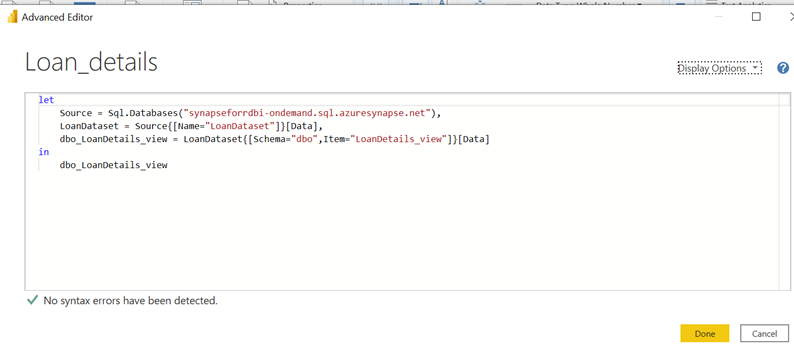 Advanced Editor
Loan_details
Display Options
?
let
Source = Sql.Databases("synapseforrdbi-ondemand.sql.azuresynapse.net"),
LoanDataset = Source{[Name="LoanDataset"]}[Data],
dbo_LoanDetails_view = LoanDataset{[Schema="dbo",Item="LoanDetails_view"]}[Data]
in
dbo_LoanDetails_view
No syntax errors have been detected.
Done
Cancel